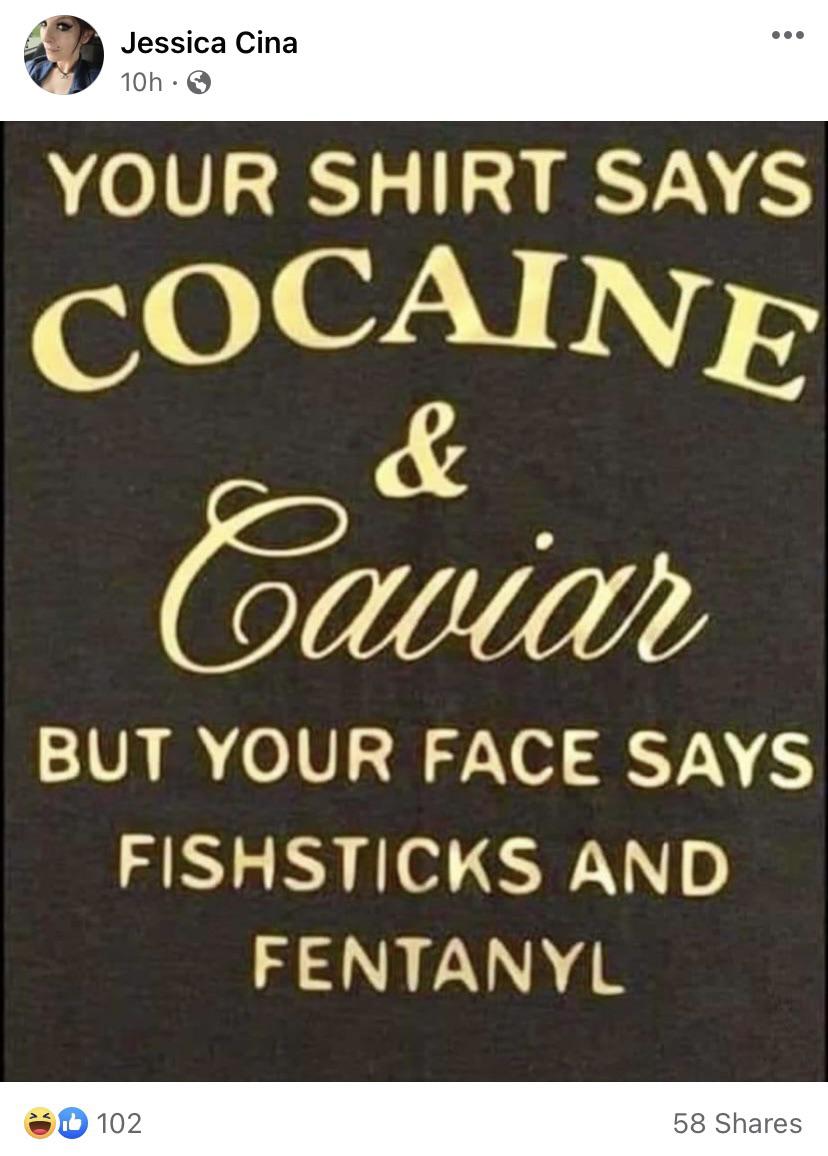 Jessica Cina
10h ·
YOUR SHIRT SAYS
COCAINE
&
Caviar
BUT YOUR FACE SAYS
FISHSTICKS AND
FENTANYL
102
58 Shares